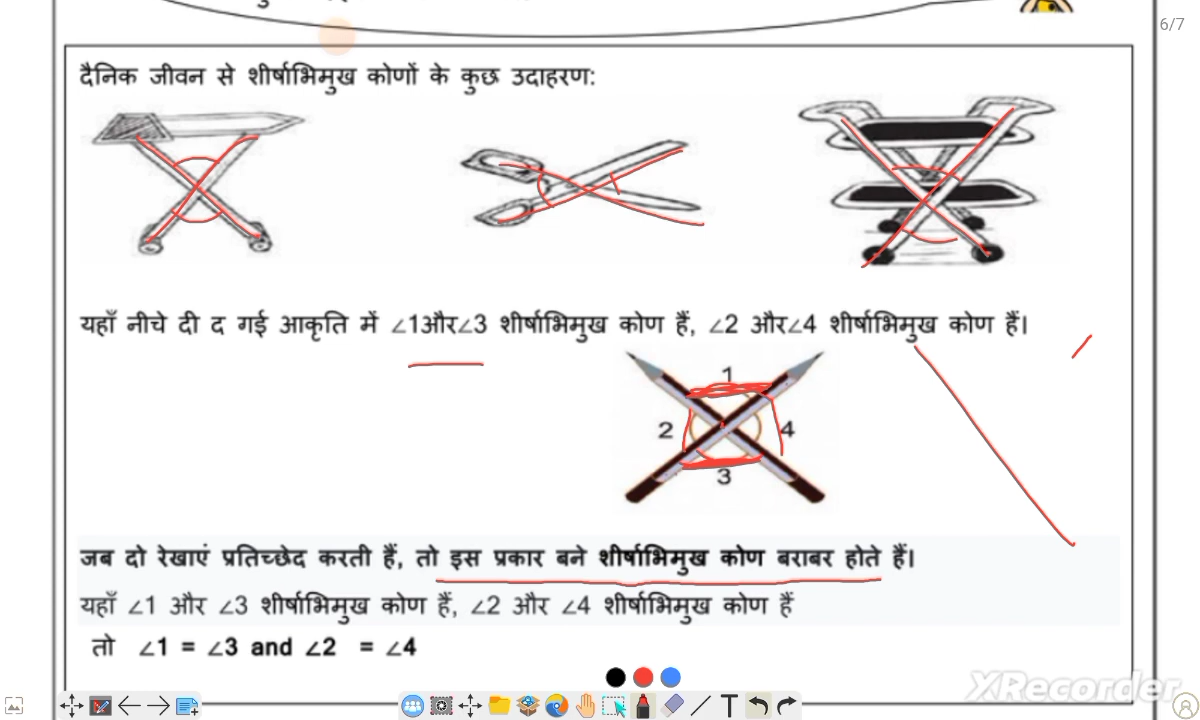 6/7
दैनिक जीवन से शीर्षाभिमुख कोणों के कुछ उदाहरण:
यहाँ नीचे दी द गई आकृति में ∠1और∠3 शीर्षाभिमुख कोण हैं, ∠2 और∠4 शीर्षाभिमुख कोण हैं।
1
2 4
3
जब दो रेखाएं प्रतिच्छेद करती हैं, तो इस प्रकार बने शीर्षाभिमुख कोण बराबर होते हैं।
यहाँ ∠1 और ∠3 शीर्षाभिमुख कोण हैं, ∠2 और ∠4 शीर्षाभिमुख कोण हैं
तो ∠1 = ∠3 and ∠2 = ∠4
XRecorder
T